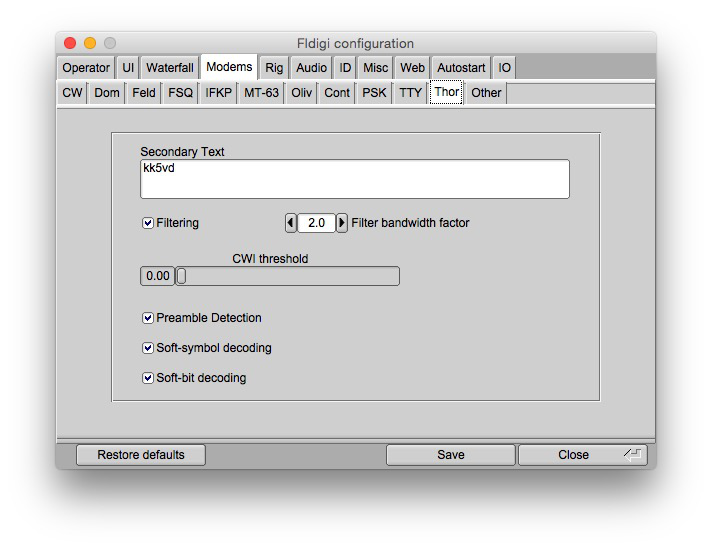 Fldigi configuration
Operator UI Waterfall Modems Rig Audio ID Misc Web Autostart IO
CW Dom Feld FSQ IFKP MT-63 Oliv Cont PSK TTY Thor Other
Secondary Text
kk5vd
Filtering 2.0 Filter bandwidth factor
CWI threshold
0.00
Preamble Detection
Soft-symbol decoding
Soft-bit decoding
Restore defaults Save Close